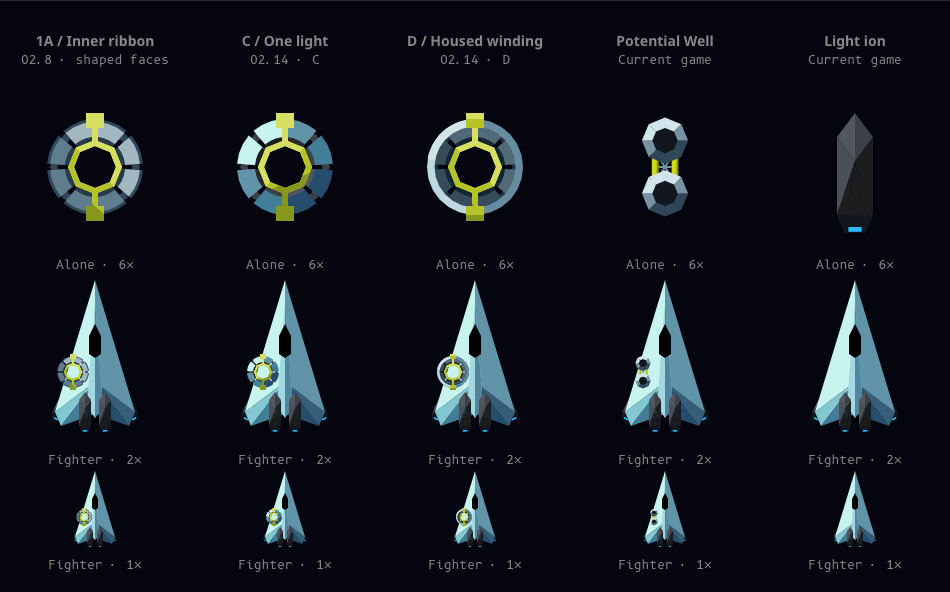 1A / Inner ribbon
02.8 · shaped faces
C / One light
02.14 · C
D / Housed winding
02.14 · D
Potential Well
Current game
Light ion
Current game
Alone · 6×
Alone · 6×
Alone · 6×
Alone · 6×
Alone · 6×
Fighter · 2×
Fighter · 2×
Fighter · 2×
Fighter · 2×
Fighter · 2×
Fighter · 1×
Fighter · 1×
Fighter · 1×
Fighter · 1×
Fighter · 1×